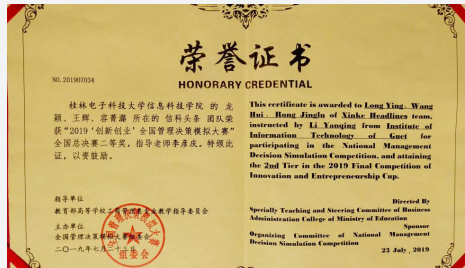 荣誉证书
HONORARY CREDENTIAL
NO. 201907034
桂林电子科技大学信息科技学院 的 龙
颖、王辉、容菁潞 所在的 信科头条 团队荣
获“2019‘创新创业’全国管理决策模拟大赛”
全国总决赛二等奖，指导老师李彦庆。特颁此
证，以资鼓励。
指导单位
教育部高等学校工商管理类专业教学指导委员会
主办单位
全国管理决策模拟大赛组委会
二〇一九年七月二十三日
组委会
This certificate is awarded to Long Ying、Wang
Hui、Rong Jinglu of Xinke Headlines team,
instructed by Li Yanqing from Institute of
Information Technology of Guet for
participating in the National Management
Decision Simulation Competition, and attaining
the 2nd Tier in the 2019 Final Competition of
Innovation and Entrepreneurship Cup.
Directed By
Specialty Teaching and Steering Committee of Business
Administration College of Ministry of Education
Sponsor
Organizing Committee of National Management
Decision Simulation Competition
23 July ,2019